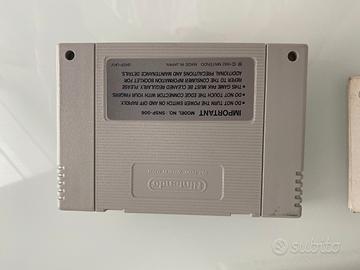 IMPORTANT
MODEL NO. SNSP-006
• DO NOT TURN THE POWER SWITCH ON AND OFF RAPIDLY.
• DO NOT TOUCH THE EDGE CONNECTOR WITH YOUR FINGERS.
• THIS GAME MUST BE CLEANED REGULARLY, PLEASE
REFER TO THE CONSUMER INFORMATION BOOKLET FOR
ADDITIONAL PRECAUTIONS AND MAINTENANCE DETAILS.
© 1992 NINTENDO MADE IN JAPAN
Nintendo
subito